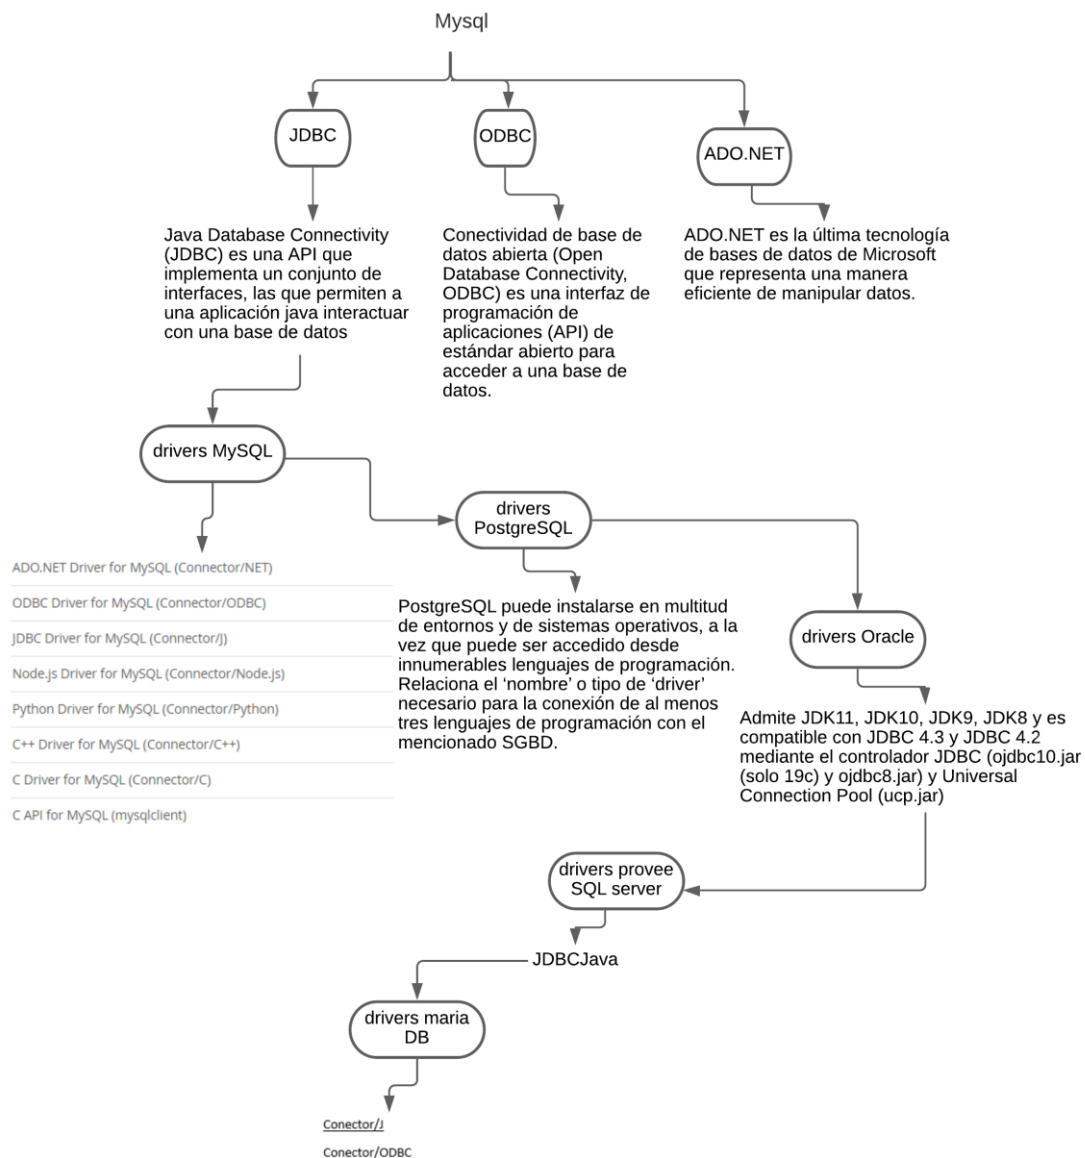 Mysql
JDBC
ODBC
ADO.NET
Java Database Connectivity
(JDBC) es una API que
implementa un conjunto de
interfaces, las que permiten a
una aplicación java interactuar
con una base de datos
Conectividad de base de
datos abierta (Open
Database Connectivity,
ODBC) es una interfaz de
programación de
aplicaciones (API) de
estándar abierto para
acceder a una base de
datos.
ADO.NET es la última tecnología
de bases de datos de Microsoft
que representa una manera
eficiente de manipular datos.
drivers MySQL
drivers
PostgreSQL
ADO.NET Driver for MySQL (Connector/NET)
ODBC Driver for MySQL (Connector/ODBC)
JDBC Driver for MySQL (Connector/J)
Node.js Driver for MySQL (Connector/Node.js)
Python Driver for MySQL (Connector/Python)
C++ Driver for MySQL (Connector/C++)
C Driver for MySQL (Connector/C)
C API for MySQL (mysqlclient)
PostgreSQL puede instalarse en multitud
de entornos y de sistemas operativos, a la
vez que puede ser accedido desde
innumerables lenguajes de programación.
Relaciona el ‘nombre’ o tipo de ‘driver’
necesario para la conexión de al menos
tres lenguajes de programación con el
mencionado SGBD.
drivers Oracle
Admite JDK11, JDK10, JDK9, JDK8 y es
compatible con JDBC 4.3 y JDBC 4.2
mediante el controlador JDBC (ojdbc10.jar
(solo 19c) y ojdbc8.jar) y Universal
Connection Pool (ucp.jar)
drivers provee
SQL server
JDBCJava
drivers maria
DB
Conector/J
Conector/ODBC